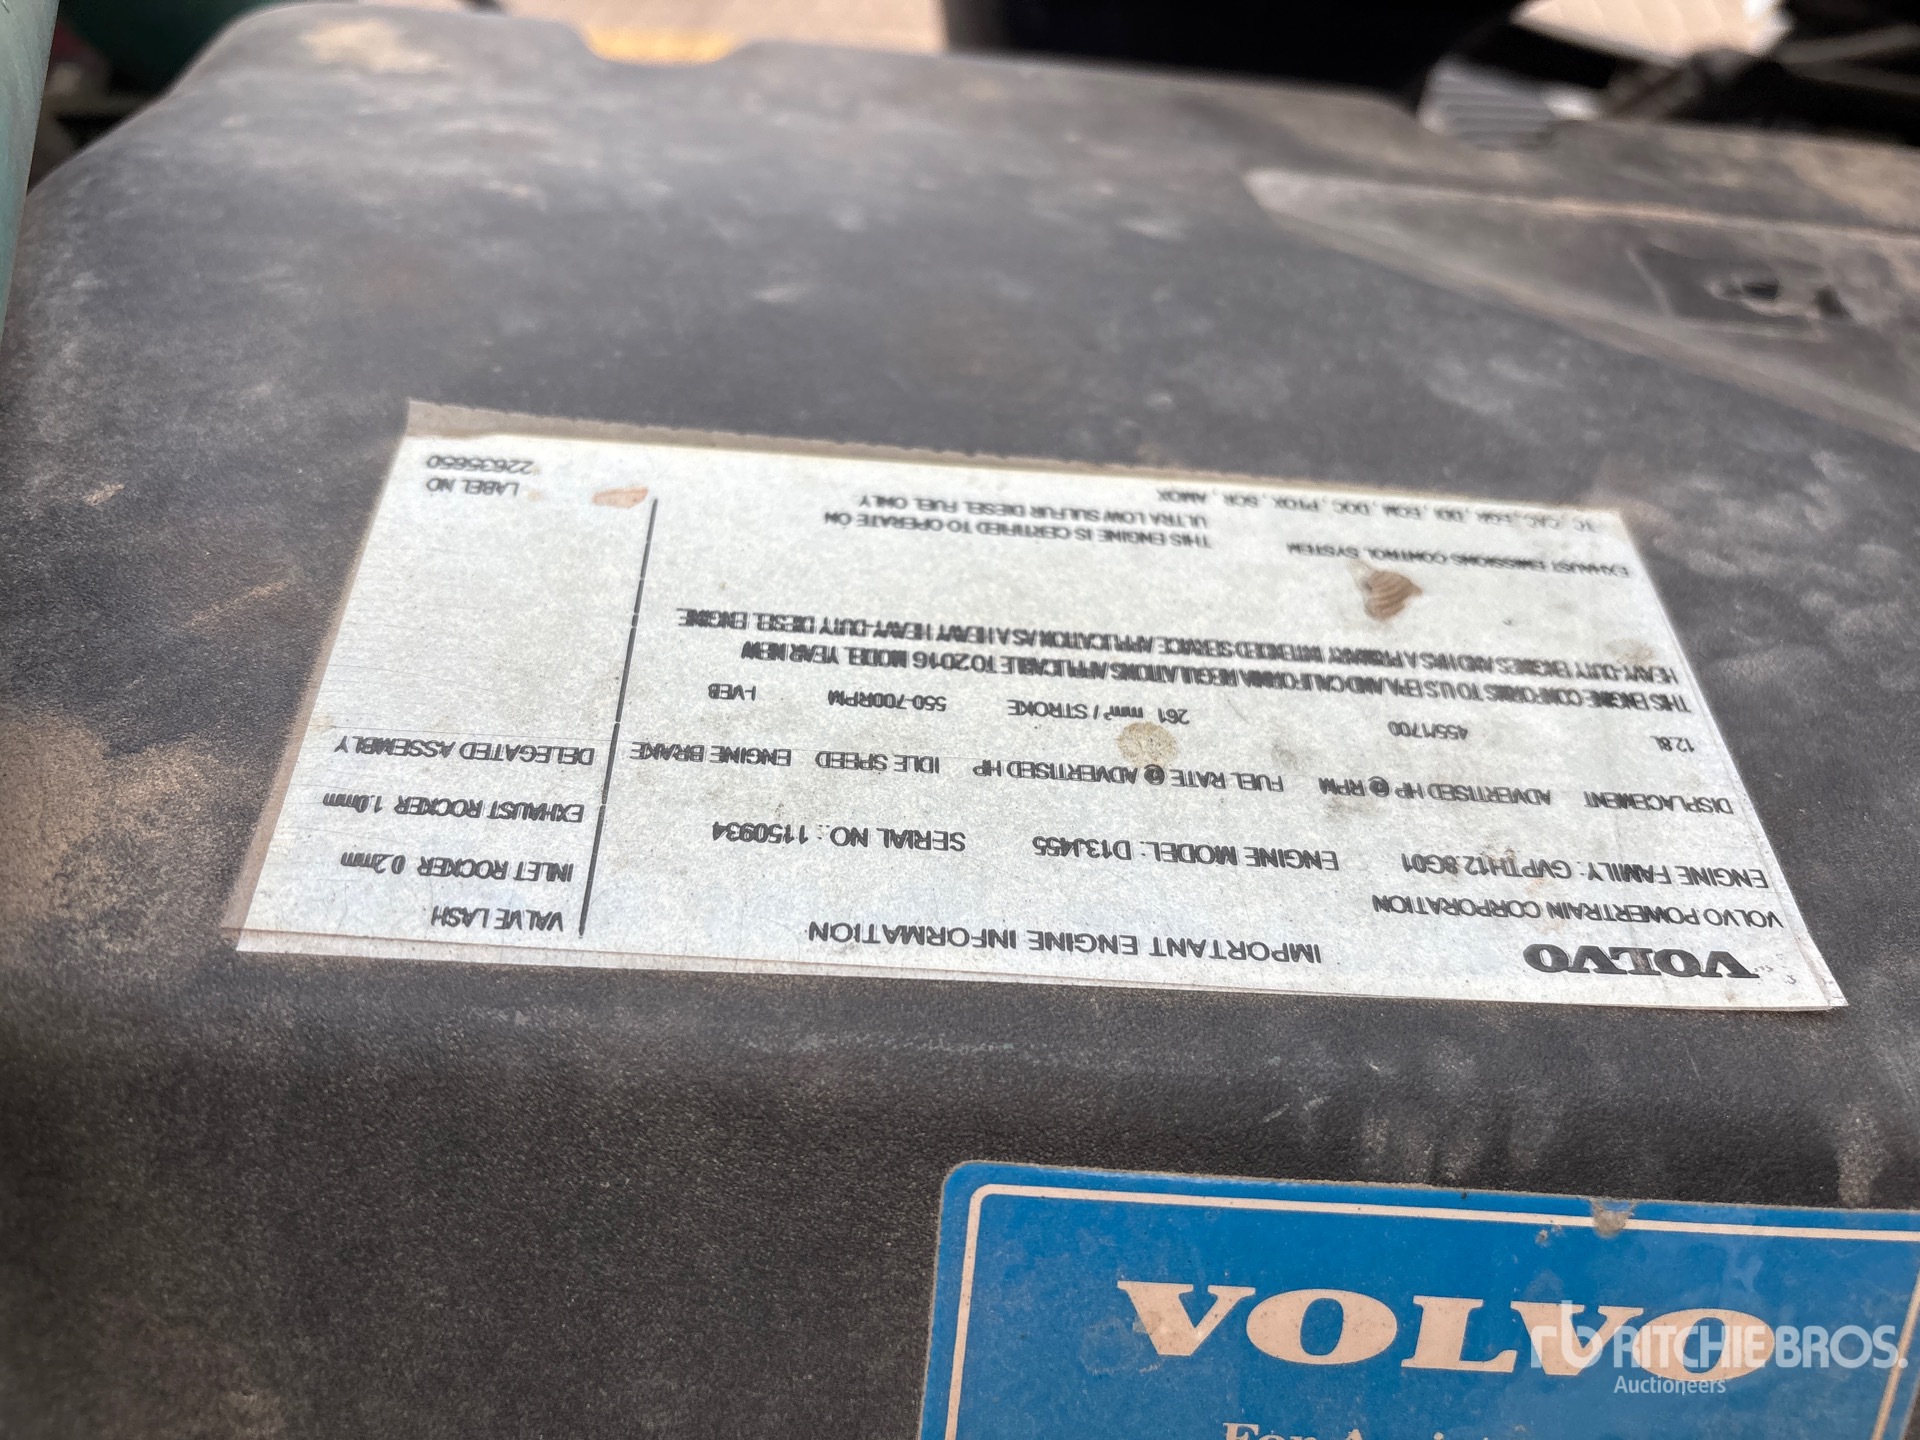 VOLVO
IMPORTANT ENGINE INFORMATION
VOLVO POWERTRAIN CORPORATION
ENGINE FAMILY: GVPTH12.8G01 ENGINE MODEL: D13J455 SERIAL NO.: 1150934
DISPLACEMENT ADVERTISED HP @ RPM FUEL RATE @ ADVERTISED HP IDLE SPEED ENGINE BRAKE
12.8L 455/1700 261 mm³ / STROKE 550-700RPM I-VEB
THIS ENGINE CONFORMS TO U.S EPA AND CALIFORNIA REGULATIONS APPLICABLE TO 2016 MODEL YEAR NEW
HEAVY-DUTY ENGINES AND HAS A PRIMARY INTENDED SERVICE APPLICATION AS A HEAVY HEAVY-DUTY DIESEL ENGINE
EXHAUST EMISSIONS CONTROL SYSTEM
TC, CAC, EGR, DDI, ECM, DOC, PTOX, SCR, AMOX
THIS ENGINE IS CERTIFIED TO OPERATE ON
ULTRA LOW SULFUR DIESEL FUEL ONLY
VALVE LASH
INLET ROCKER 0.2mm
EXHAUST ROCKER 1.0mm
DELEGATED ASSEMBLY
LABEL NO
22635650
VOLVO
For
RITCHIE BROS.
Auctioneers